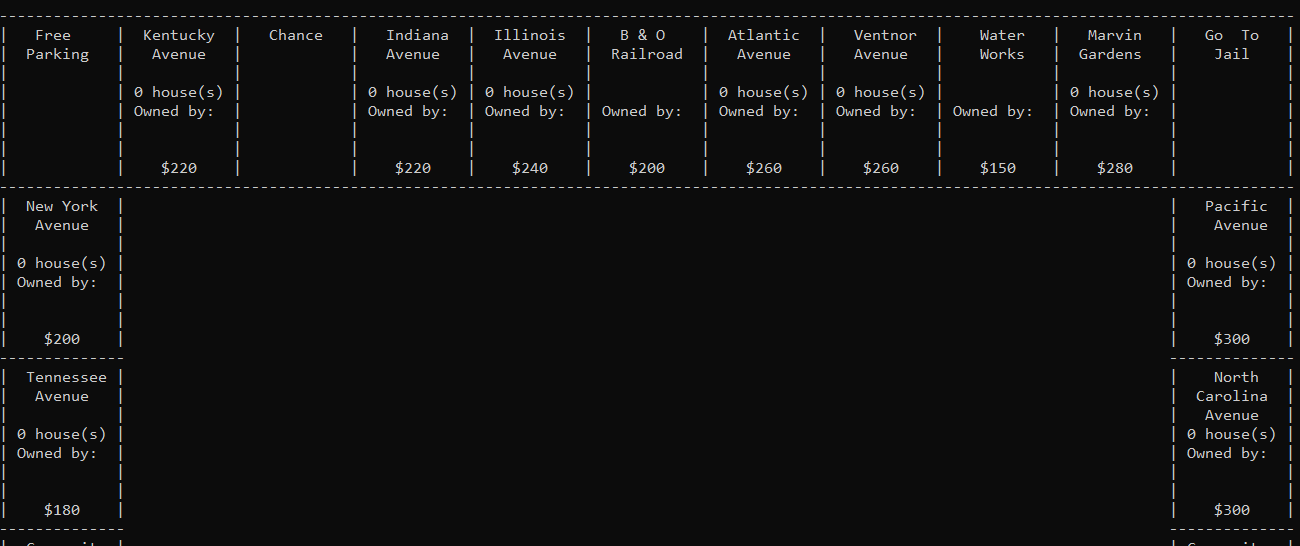 Free Kentucky Chance Indiana Illinois B & O Atlantic Ventnor Water Marvin Go To
Parking Avenue Avenue Avenue Railroad Avenue Avenue Works Gardens Jail
0 house(s) 0 house(s) 0 house(s) 0 house(s) 0 house(s) 0 house(s)
Owned by: Owned by: Owned by: Owned by: Owned by: Owned by: Owned by: Owned by:
$220 $220 $240 $200 $260 $260 $150 $280
New York Pacific
Avenue Avenue
0 house(s) 0 house(s)
Owned by: Owned by:
$200 $300
Tennessee North
Avenue Carolina
Avenue
0 house(s) 0 house(s)
Owned by: Owned by:
$180 $300